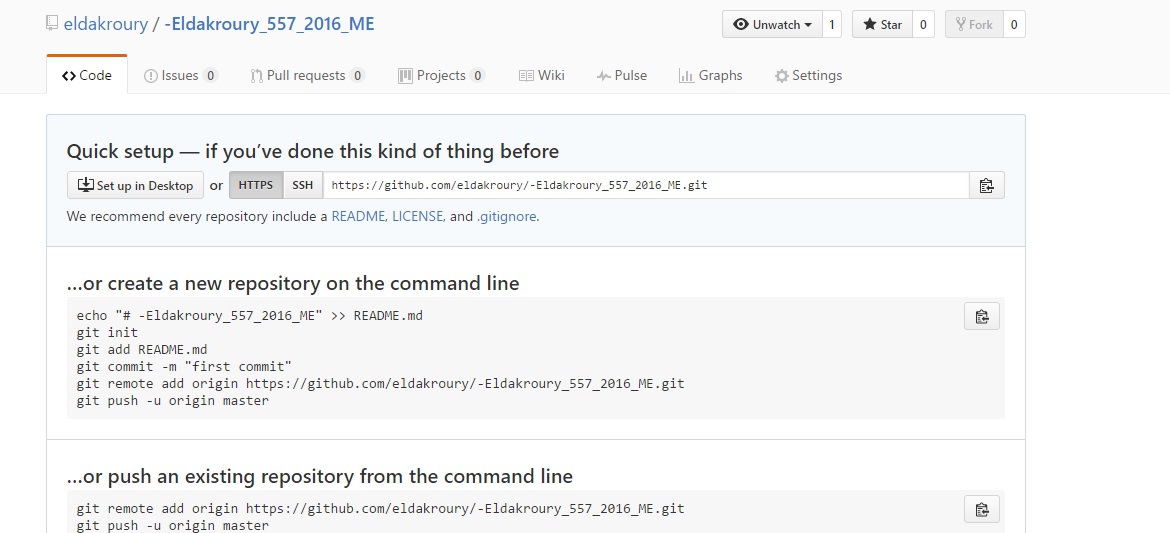 eldakroury / -Eldakroury_557_2016_ME
Unwatch 1 Star 0 Fork 0
Code Issues 0 Pull requests 0 Projects 0 Wiki Pulse Graphs Settings
Quick setup — if you’ve done this kind of thing before
Set up in Desktop or HTTPS SSH https://github.com/eldakroury/-Eldakroury_557_2016_ME.git
We recommend every repository include a README, LICENSE, and .gitignore.
…or create a new repository on the command line
echo "# -Eldakroury_557_2016_ME" >> README.md
git init
git add README.md
git commit -m "first commit"
git remote add origin https://github.com/eldakroury/-Eldakroury_557_2016_ME.git
git push -u origin master
…or push an existing repository from the command line
git remote add origin https://github.com/eldakroury/-Eldakroury_557_2016_ME.git
git push -u origin master